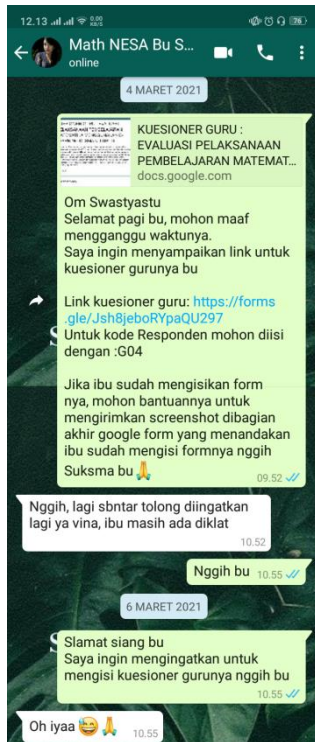 12.13
0,00
KB/S
26
Math NESA Bu S...
online
4 MARET 2021
KUESIONER GURU :
EVALUASI PELAKSANAAN
PEMBELAJARAN MATEMAT...
docs.google.com
Om Swastyastu
Selamat pagi bu, mohon maaf
mengganggu waktunya.
Saya ingin menyampaikan link untuk
kuesioner gurunya bu
Link kuesioner guru: https://forms
.gle/Jsh8jeboRYpaQU297
Untuk kode Responden mohon diisi
dengan :G04
Jika ibu sudah mengisikan form
nya, mohon bantuannya untuk
mengirimkan screenshot dibagian
akhir google form yang menandakan
ibu sudah mengisi formnya nggih
Suksma bu🙏
09.52
Nggih, lagi sbntar tolong diingatkan
lagi ya vina, ibu masih ada diklat
10.52
Nggih bu 10.55
6 MARET 2021
Slamat siang bu
Saya ingin mengingatkan untuk
mengisi kuesioner gurunya nggih bu
10.55
Oh iyaa😅🙏 10.55